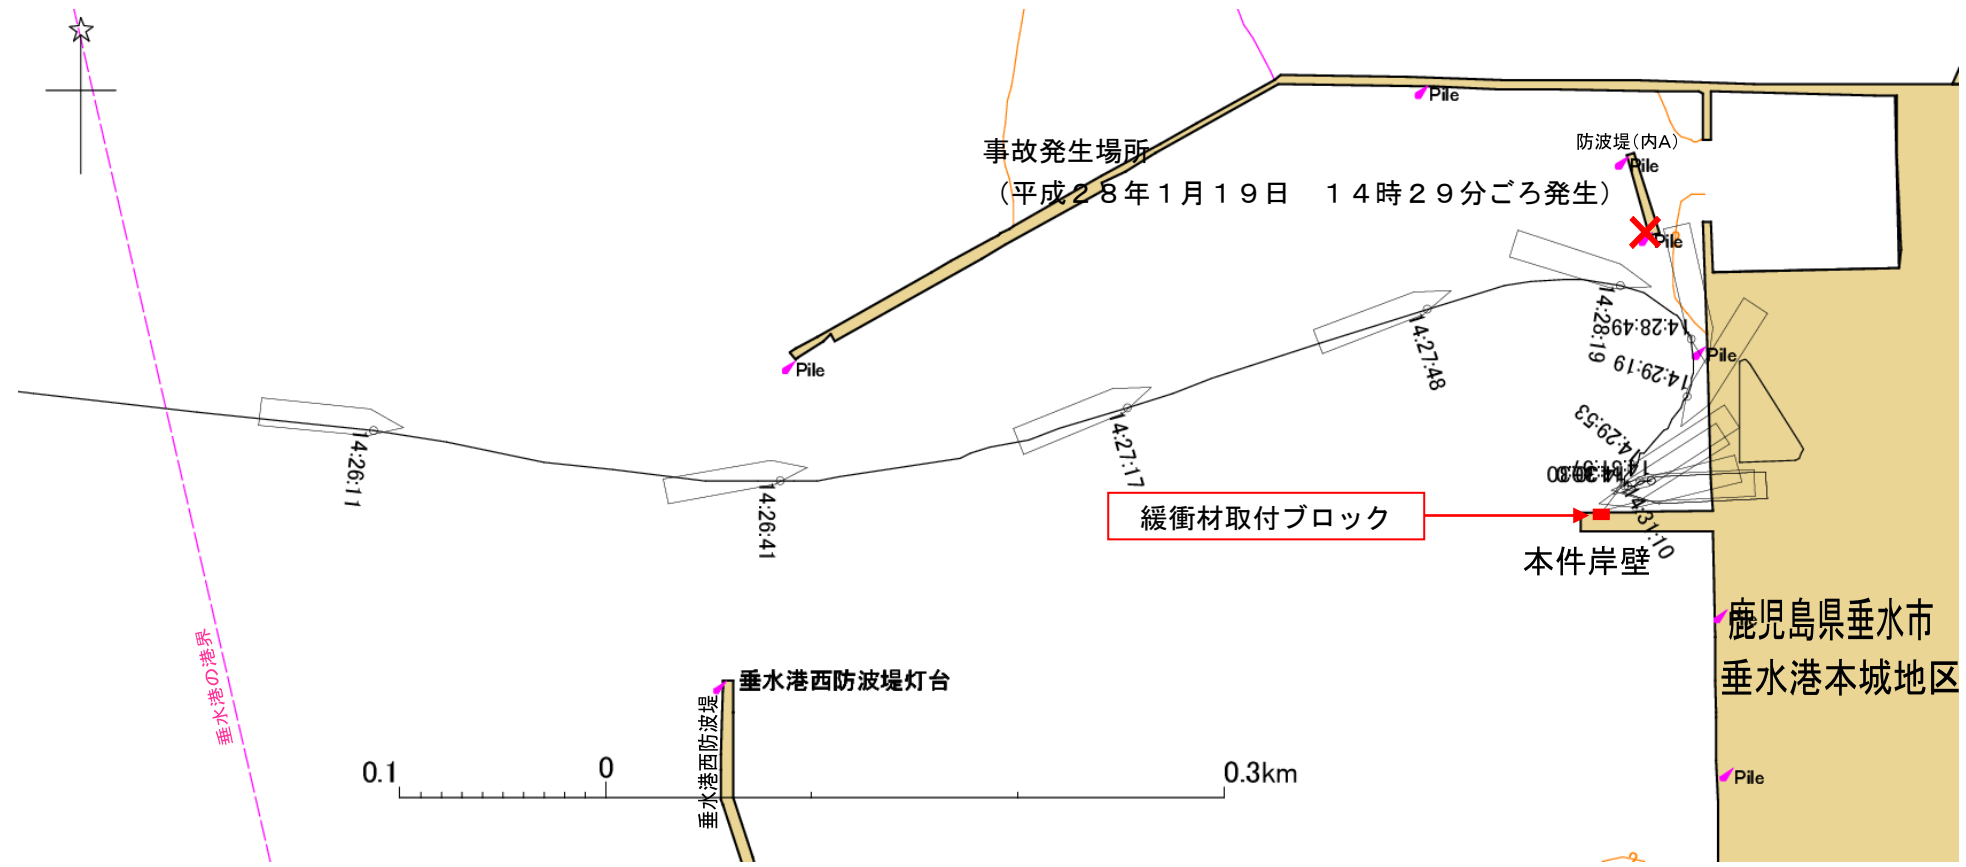 Pile
防波堤(内A)
Pile
事故発生場所
（平成２８年１月１９日　１４時２９分ごろ発生）
Pile
14:28:19
14:28:49
Pile
14:29:19
Pile
14:27:48
14:27:17
14:26:11
14:26:41
14:29:53
14:31:10
緩衝材取付ブロック
本件岸壁
鹿児島県垂水市
垂水港本城地区
垂水港の港界
垂水港西防波堤灯台
垂水港西防波堤
0.1
0
0.3km
Pile